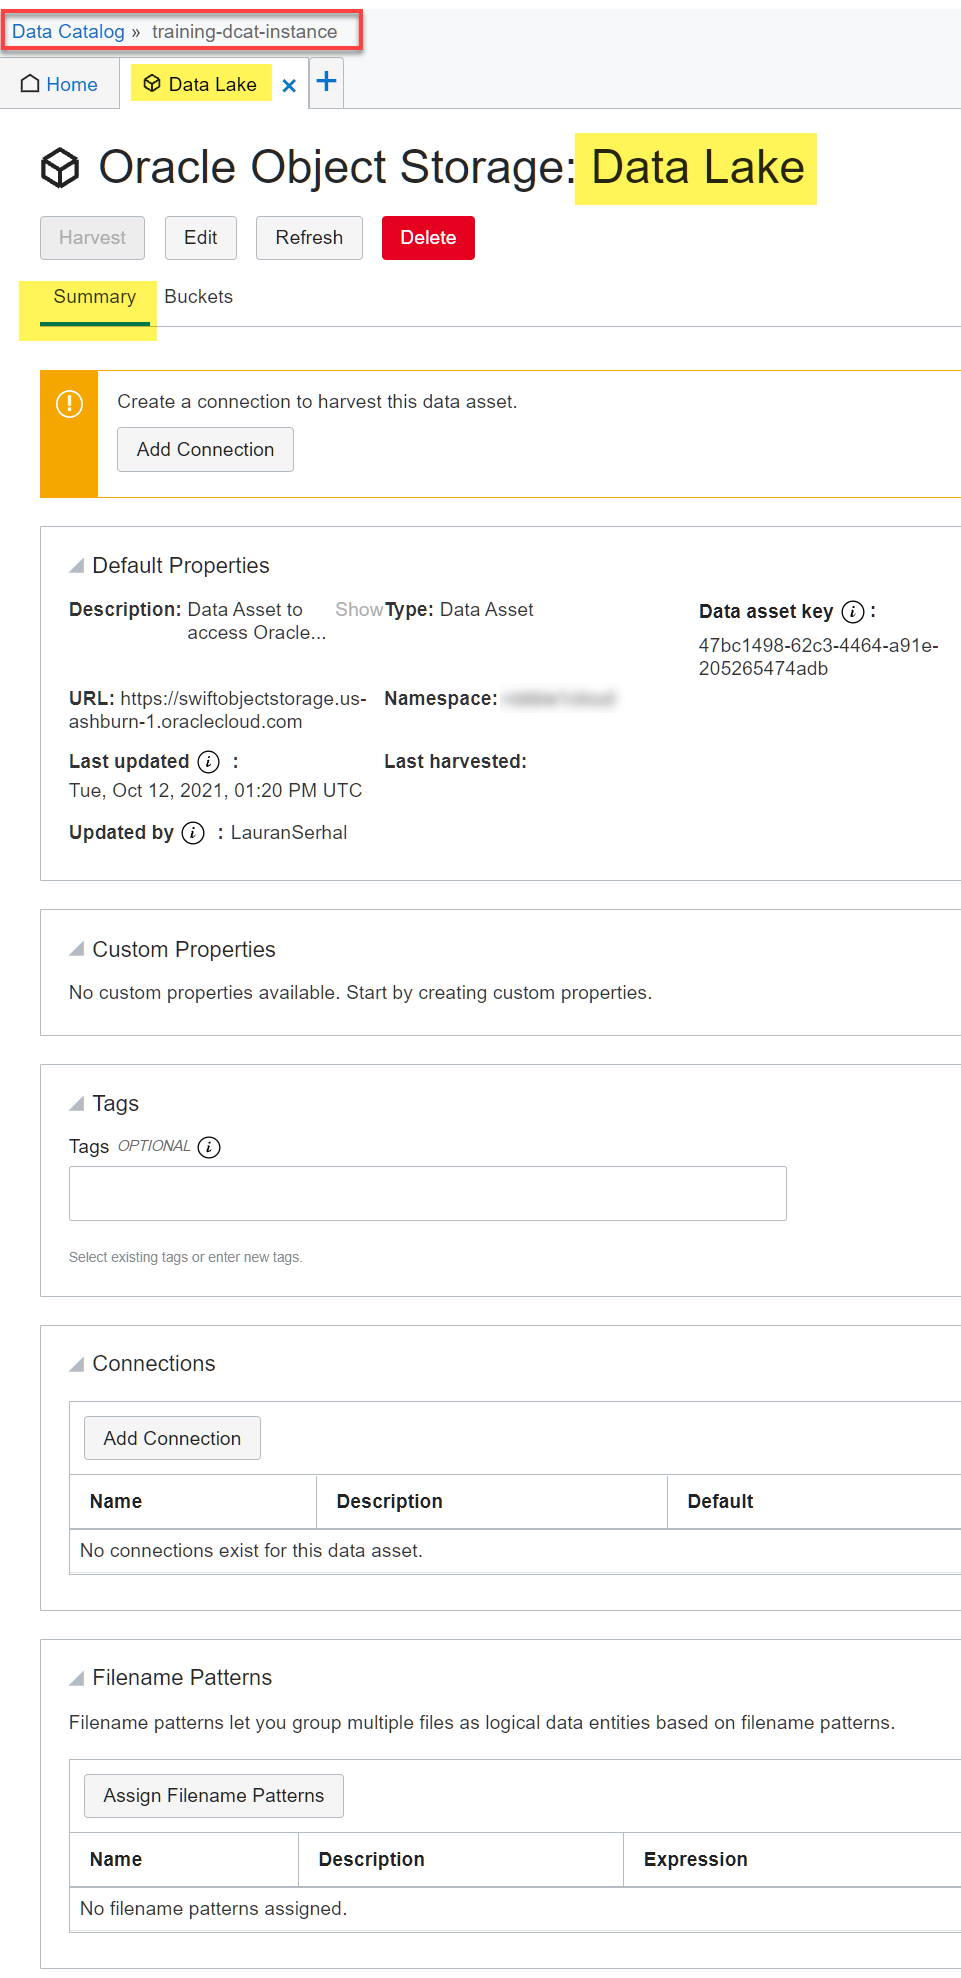 Data Catalog » training-dcat-instance
Home Data Lake × +
Oracle Object Storage: Data Lake
Harvest Edit Refresh Delete
Summary Buckets
Create a connection to harvest this data asset.
Add Connection
Default Properties
Description: Data Asset to access Oracle... Show
Type: Data Asset
Data asset key i :
47bc1498-62c3-4464-a91e-
205265474adb
URL: https://swiftobjectstorage.us-
ashburn-1.oraclecloud.com
Namespace:
Last updated i :
Tue, Oct 12, 2021, 01:20 PM UTC
Last harvested:
Updated by i : LauranSerhal
Custom Properties
No custom properties available. Start by creating custom properties.
Tags
Tags OPTIONAL i
Select existing tags or enter new tags.
Connections
Add Connection
Name Description Default
No connections exist for this data asset.
Filename Patterns
Filename patterns let you group multiple files as logical data entities based on filename patterns.
Assign Filename Patterns
Name Description Expression
No filename patterns assigned.